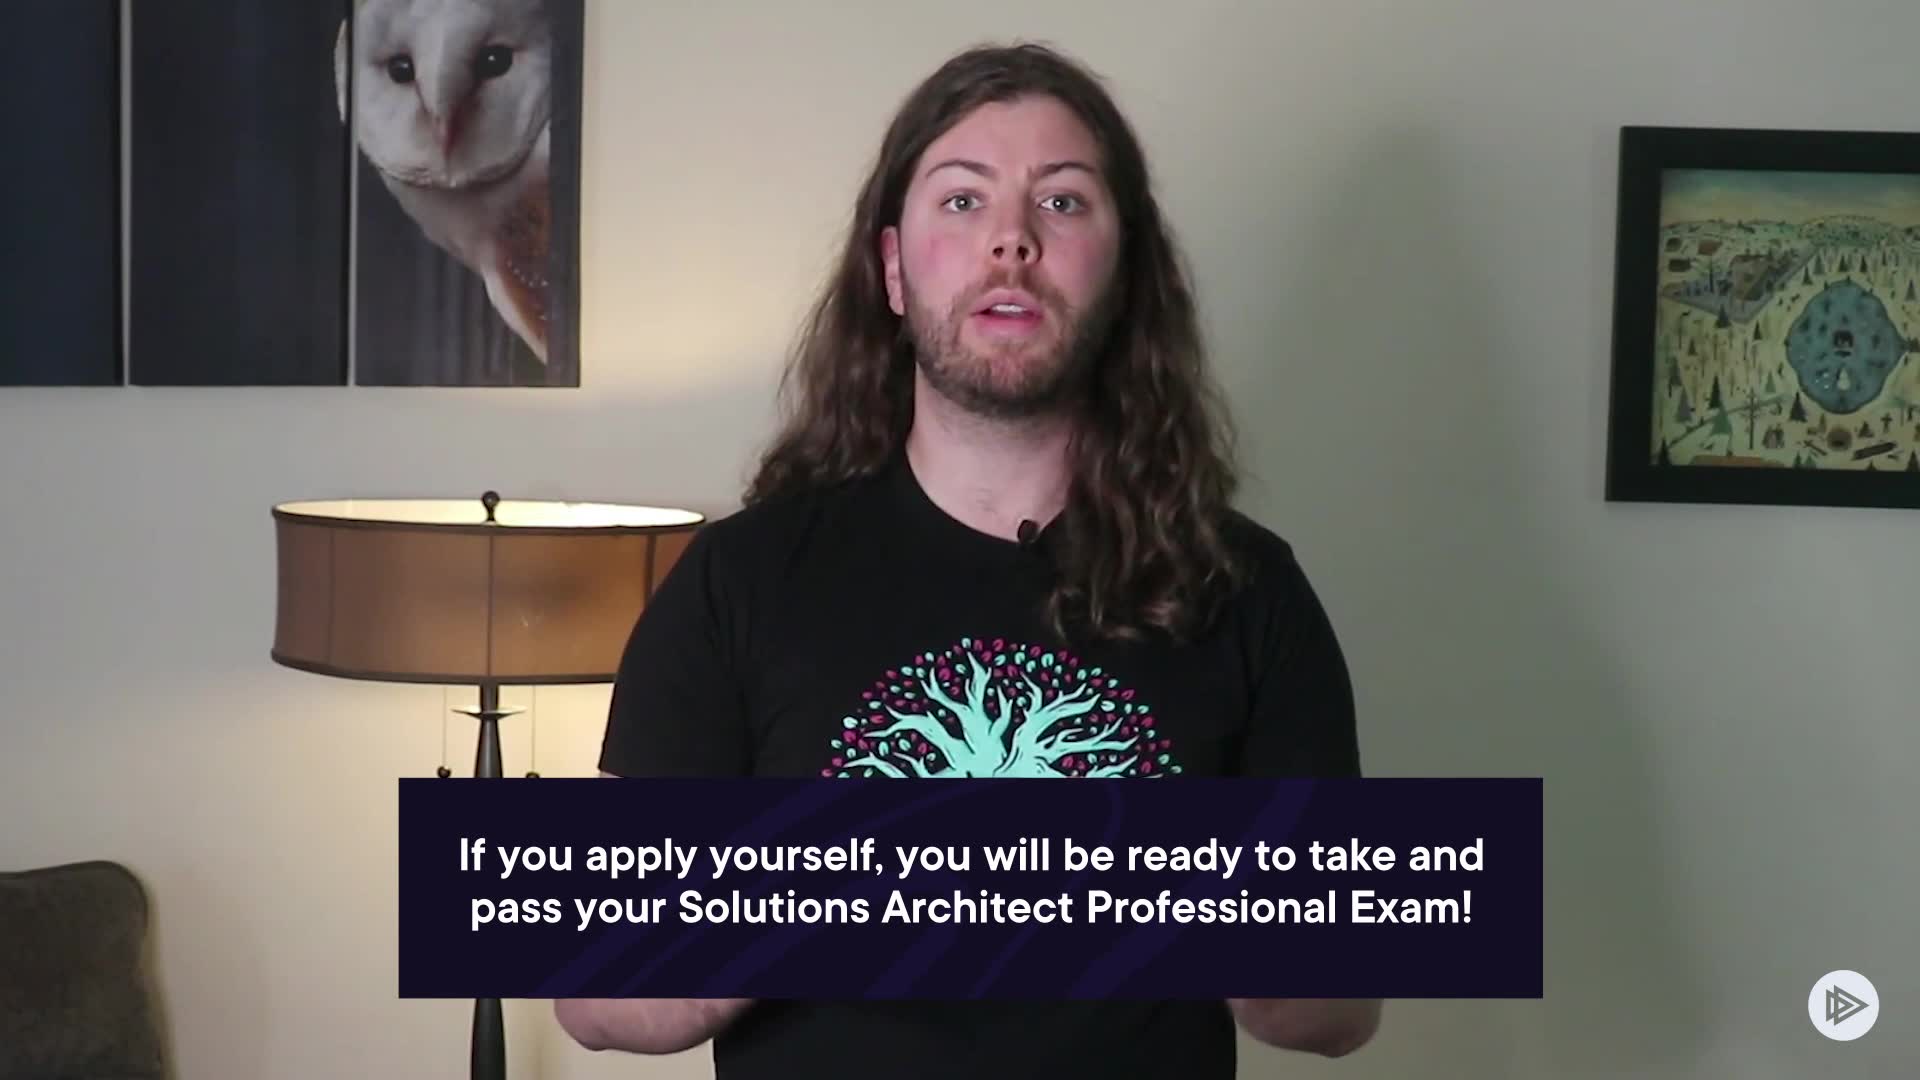 If you apply yourself, you will be ready to take and
pass your Solutions Architect Professional Exam!